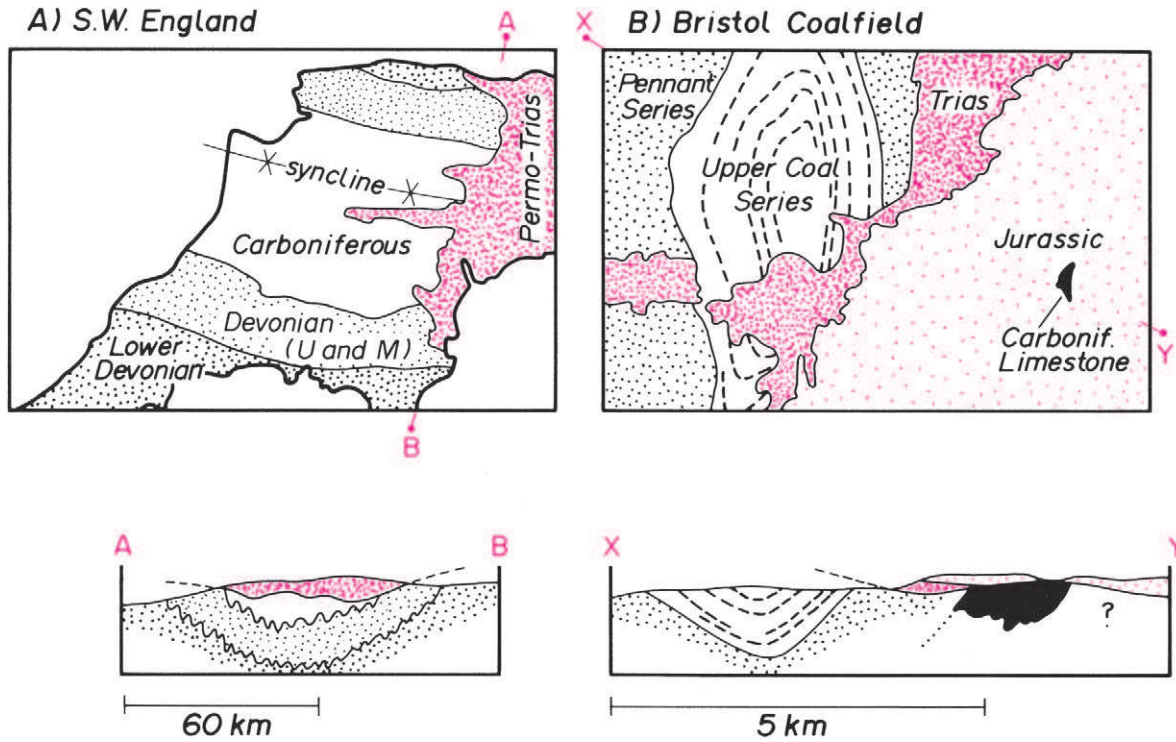 A) S.W. England
A
X
B) Bristol Coalfield
Permo-Trias
syncline
Carboniferous
Devonian
(U and M)
Lower
Devonian
B
Pennant
Series
Trias
Upper Coal
Series
Jurassic
Carbonif.
Limestone
Y
A
B
60 km
X
Y
?
5 km